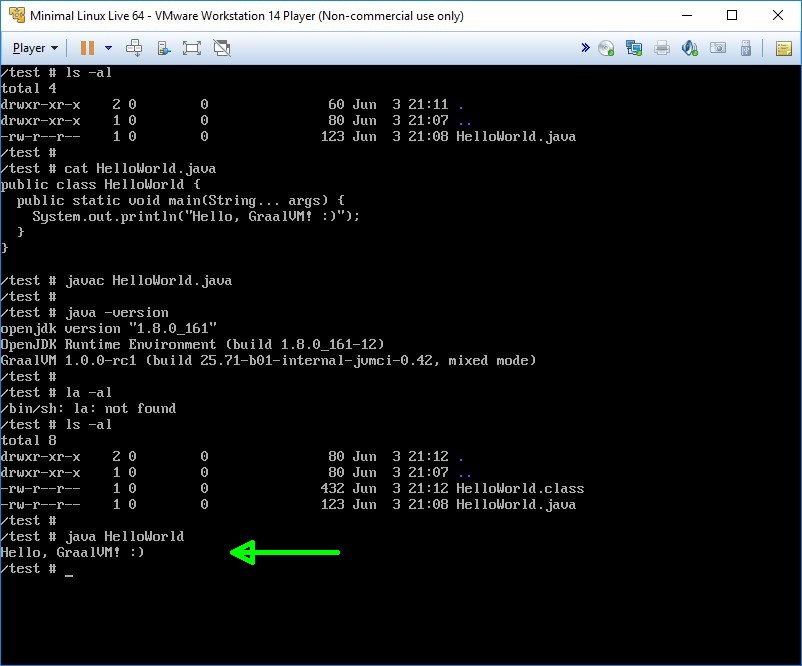 Minimal Linux Live 64 - VMware Workstation 14 Player (Non-commercial use only)
Player
/test # ls -al
total 4
drwxr-xr-x    2 0        0               60 Jun  3 21:11 .
drwxr-xr-x    1 0        0               80 Jun  3 21:07 ..
-rw-r--r--    1 0        0              123 Jun  3 21:08 HelloWorld.java
/test #
/test # cat HelloWorld.java
public class HelloWorld {
  public static void main(String... args) {
    System.out.println("Hello, GraalVM! :)");
  }
}
/test # javac HelloWorld.java
/test #
/test # java -version
openjdk version "1.8.0_161"
OpenJDK Runtime Environment (build 1.8.0_161-12)
GraalVM 1.0.0-rc1 (build 25.71-b01-internal-jvmci-0.42, mixed mode)
/test #
/test # la -al
/bin/sh: la: not found
/test # ls -al
total 8
drwxr-xr-x    2 0        0               80 Jun  3 21:12 .
drwxr-xr-x    1 0        0               80 Jun  3 21:07 ..
-rw-r--r--    1 0        0              432 Jun  3 21:12 HelloWorld.class
-rw-r--r--    1 0        0              123 Jun  3 21:08 HelloWorld.java
/test #
/test # java HelloWorld
Hello, GraalVM! :)
/test # _